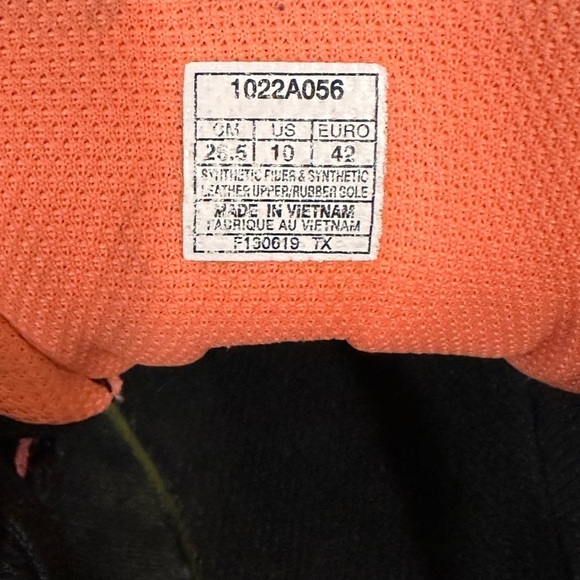 1022A056
CM US EURO
26.5 10 42
SYNTHETIC FIBER & SYNTHETIC
LEATHER UPPER/RUBBER SOLE
MADE IN VIETNAM
FABRIQUE AU VIETNAM
F130619 TX